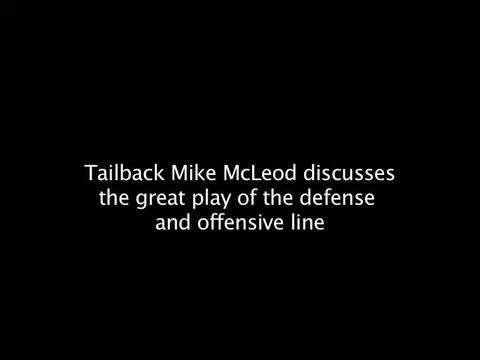 Tailback Mike McLeod discusses
the great play of the defense
and offensive line